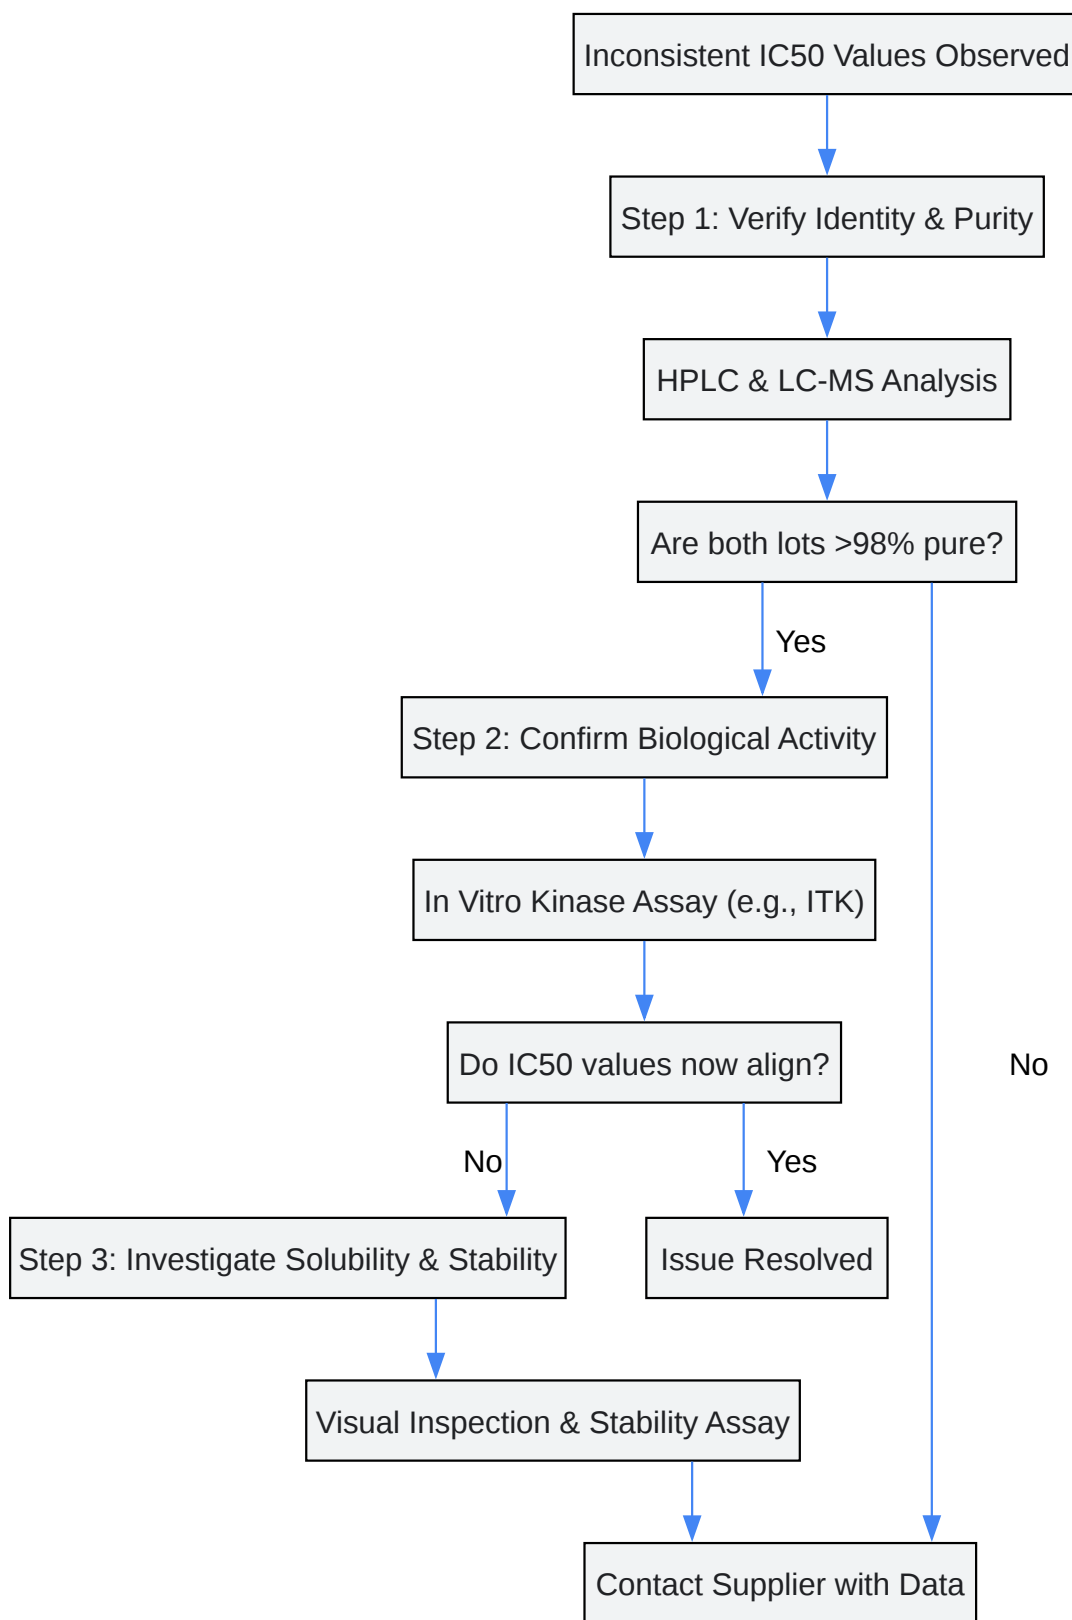 Inconsistent IC50 Values Observed
Step 1: Verify Identity & Purity
HPLC & LC-MS Analysis
Are both lots >98% pure?
Yes
Step 2: Confirm Biological Activity
In Vitro Kinase Assay (e.g., ITK)
Do IC50 values now align?
No
No
Yes
Step 3: Investigate Solubility & Stability
Issue Resolved
Visual Inspection & Stability Assay
Contact Supplier with Data